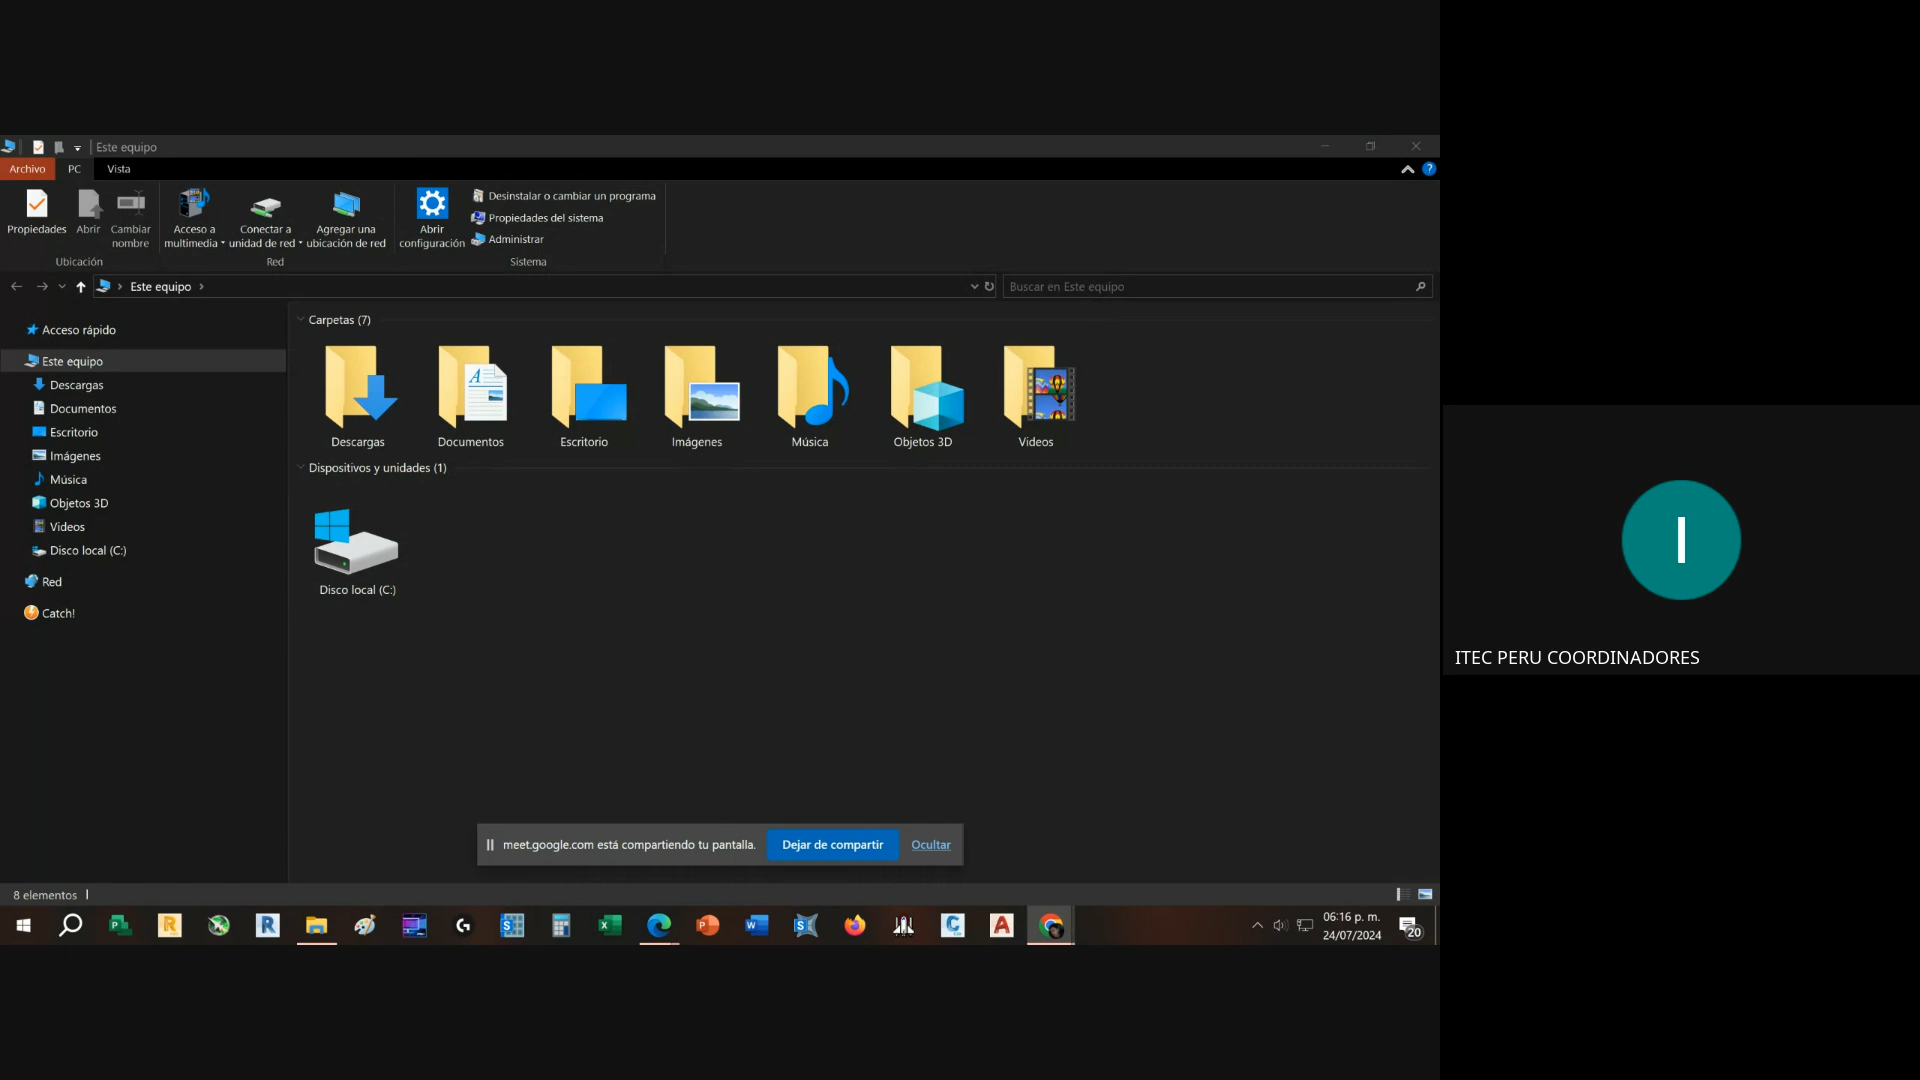 Este equipo
Archivo PC Vista
Propiedades Abrir Cambiar nombre
Acceso a multimedia Conectar a unidad de red Agregar una ubicación de red
Abrir configuración
Desinstalar o cambiar un programa
Propiedades del sistema
Administrar
Ubicación Red Sistema
Este equipo
Buscar en Este equipo
Acceso rápido
Este equipo
Descargas
Documentos
Escritorio
Imágenes
Música
Objetos 3D
Videos
Disco local (C:)
Red
Catch!
Carpetas (7)
Descargas Documentos Escritorio Imágenes Música Objetos 3D Videos
Dispositivos y unidades (1)
Disco local (C:)
meet.google.com está compartiendo tu pantalla. Dejar de compartir Ocultar
8 elementos
06:16 p. m.
24/07/2024
20
I
ITEC PERU COORDINADORES